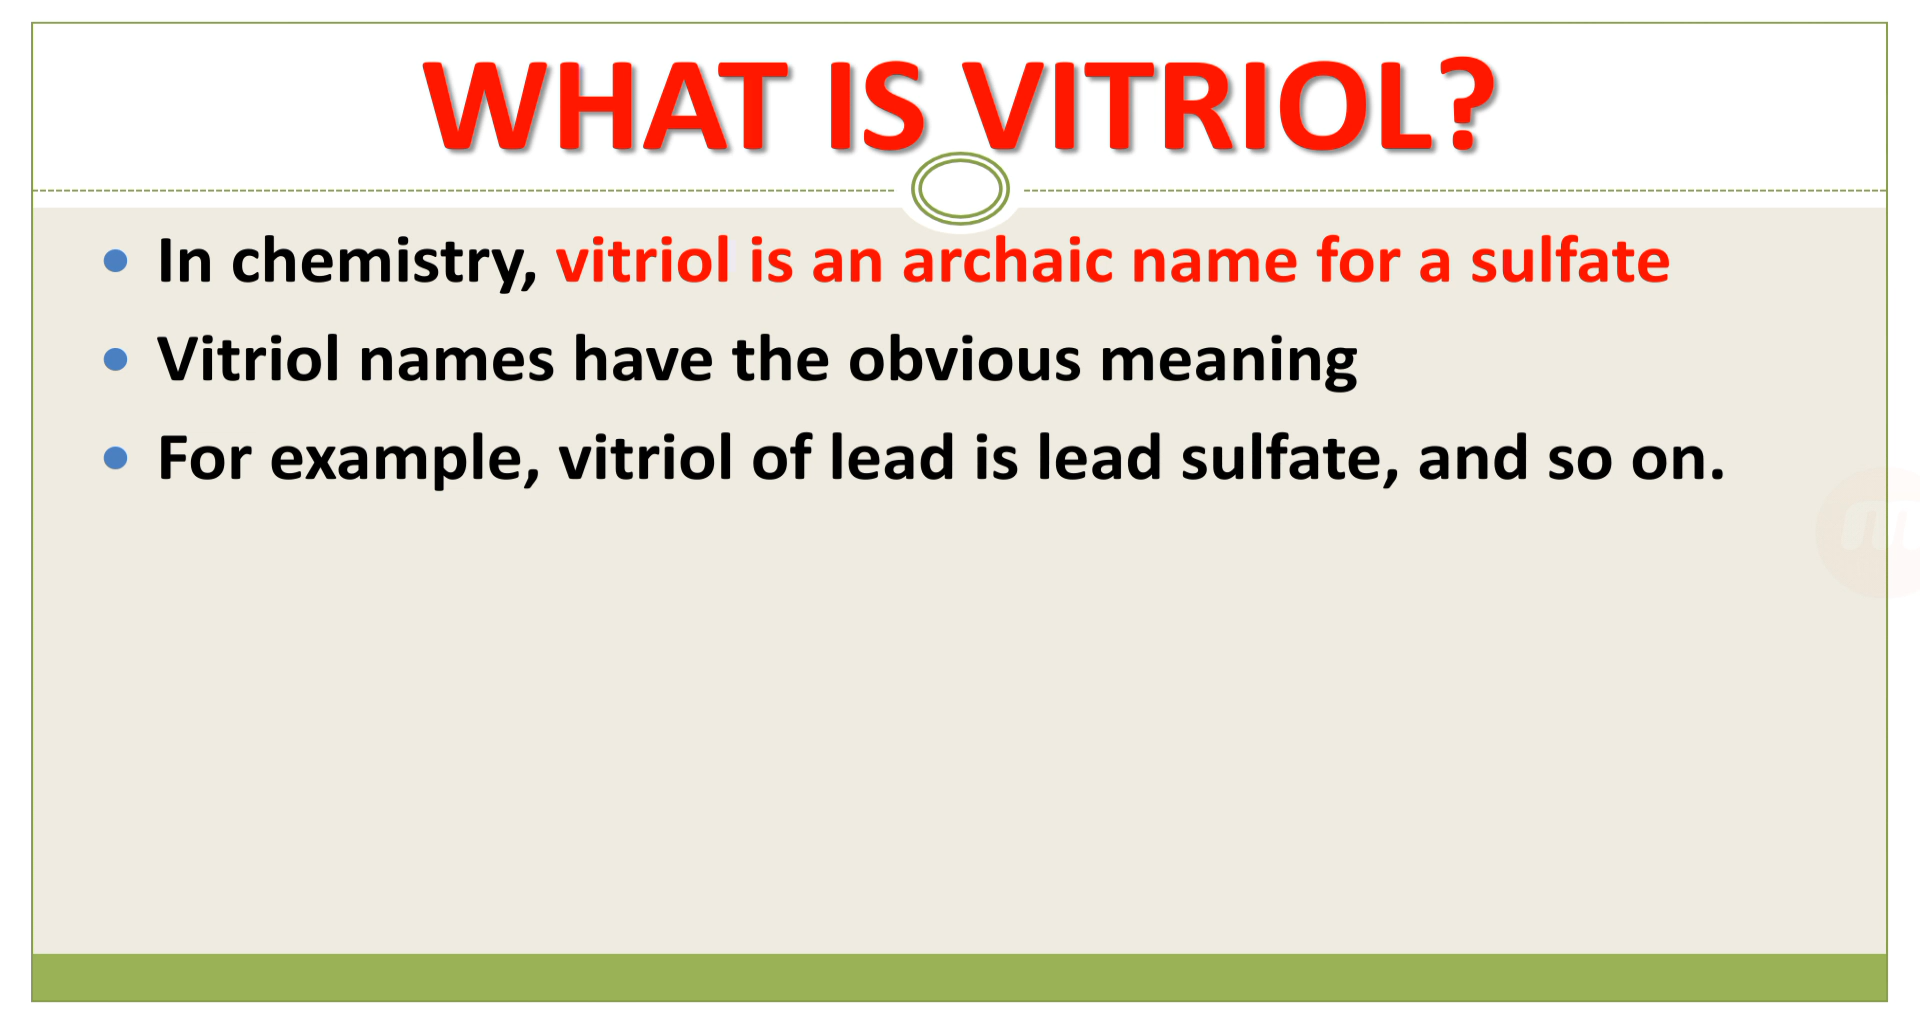 WHAT IS VITRIOL?
In chemistry, vitriol is an archaic name for a sulfate
Vitriol names have the obvious meaning
For example, vitriol of lead is lead sulfate, and so on.